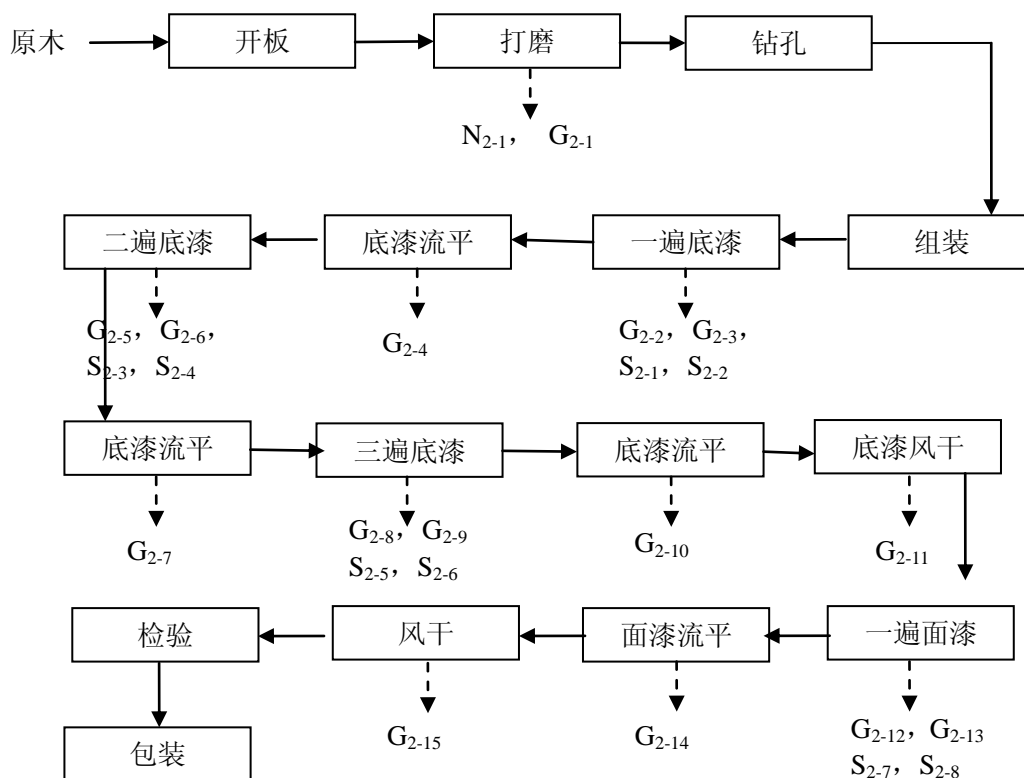 原木 开板 打磨 钻孔
N2-1， G2-1
二遍底漆 底漆流平 一遍底漆 组装
G2-5，G2-6， G2-4 G2-2，G2-3，
S2-3，S2-4 S2-1，S2-2
底漆流平 三遍底漆 底漆流平 底漆风干
G2-7 G2-8，G2-9 G2-10 G2-11
S2-5，S2-6
检验 风干 面漆流平 一遍面漆
包装 G2-15 G2-14 G2-12，G2-13
S2-7，S2-8